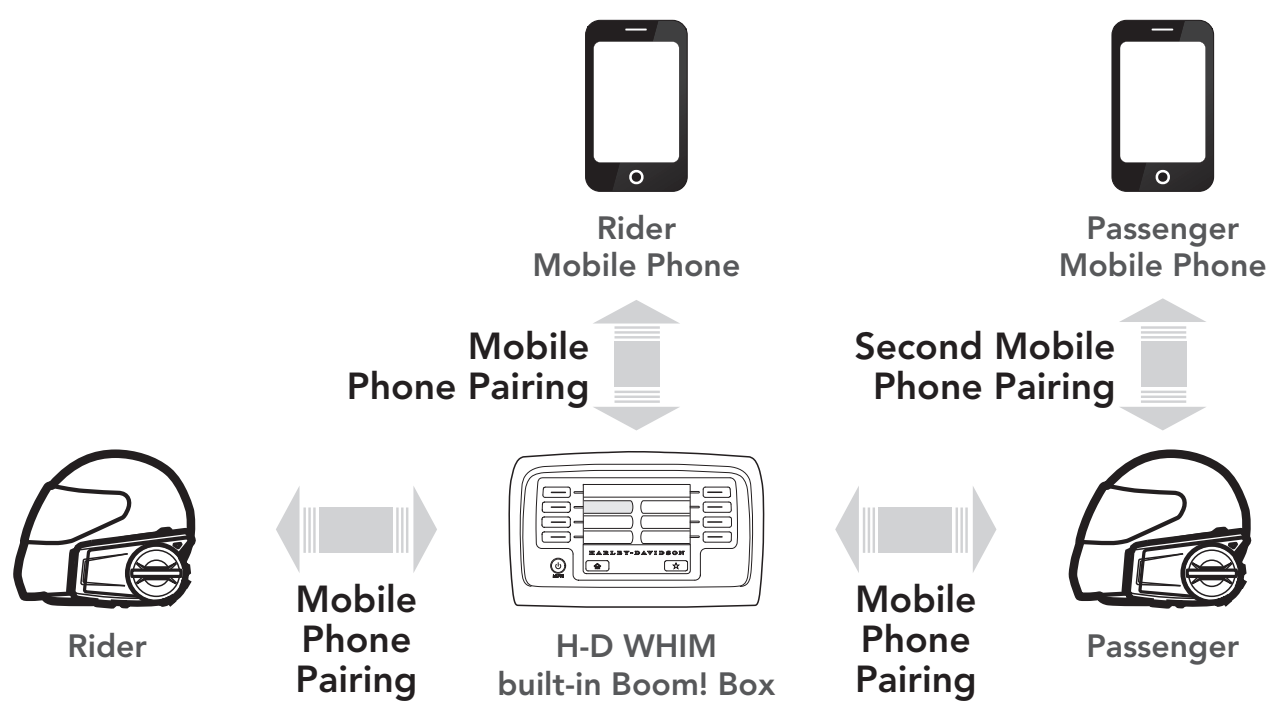 Rider
Mobile Phone
Passenger
Mobile Phone
Mobile
Phone Pairing
Second Mobile
Phone Pairing
HARLEY-DAVIDSON
Rider
Mobile
Phone
Pairing
H-D WHIM
built-in Boom! Box
Mobile
Phone
Pairing
Passenger